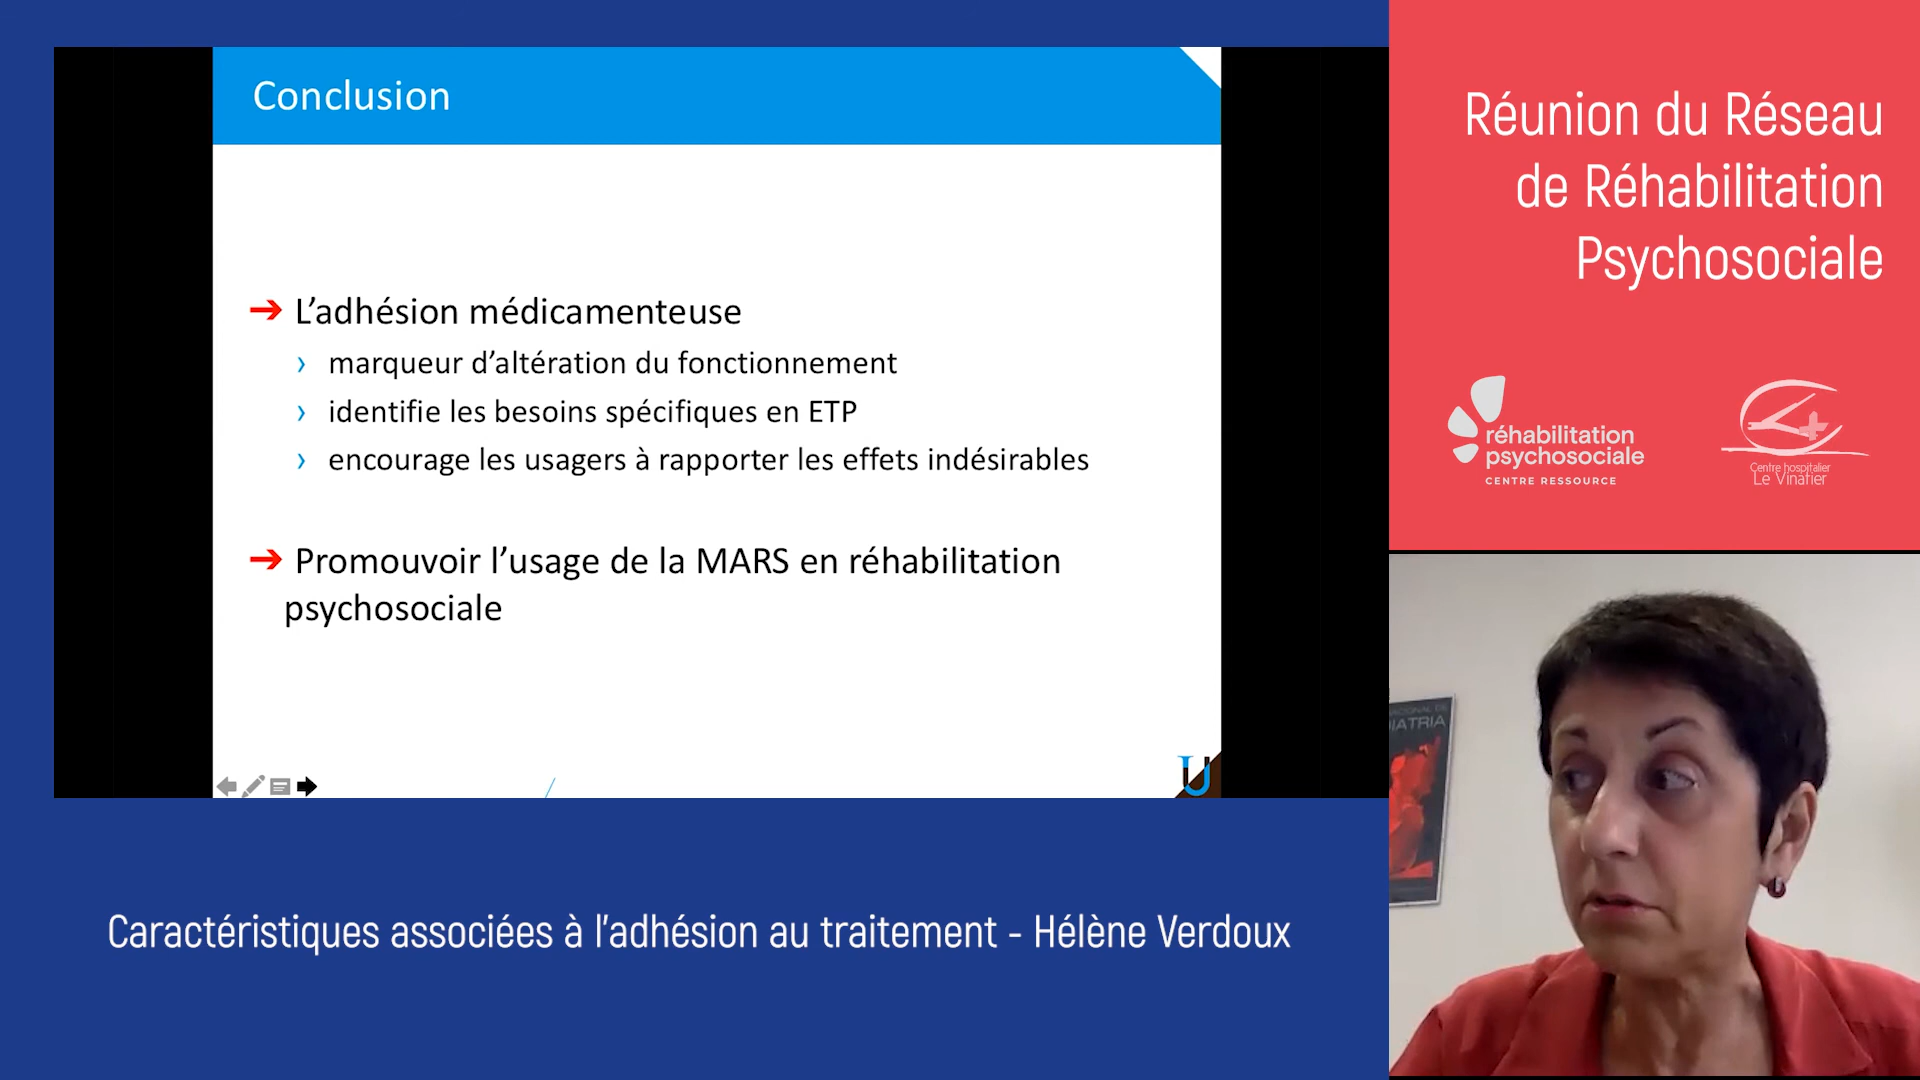 Conclusion
➔ L’adhésion médicamenteuse
› marqueur d’altération du fonctionnement
› identifie les besoins spécifiques en ETP
› encourage les usagers à rapporter les effets indésirables
➔ Promouvoir l’usage de la MARS en réhabilitation
psychosociale
U
Caractéristiques associées à l'adhésion au traitement - Hélène Verdoux
Réunion du Réseau
de Réhabilitation
Psychosociale
réhabilitation
psychosociale
CENTRE RESSOURCE
Centre hospitalier
Le Vinatier
IATRIA